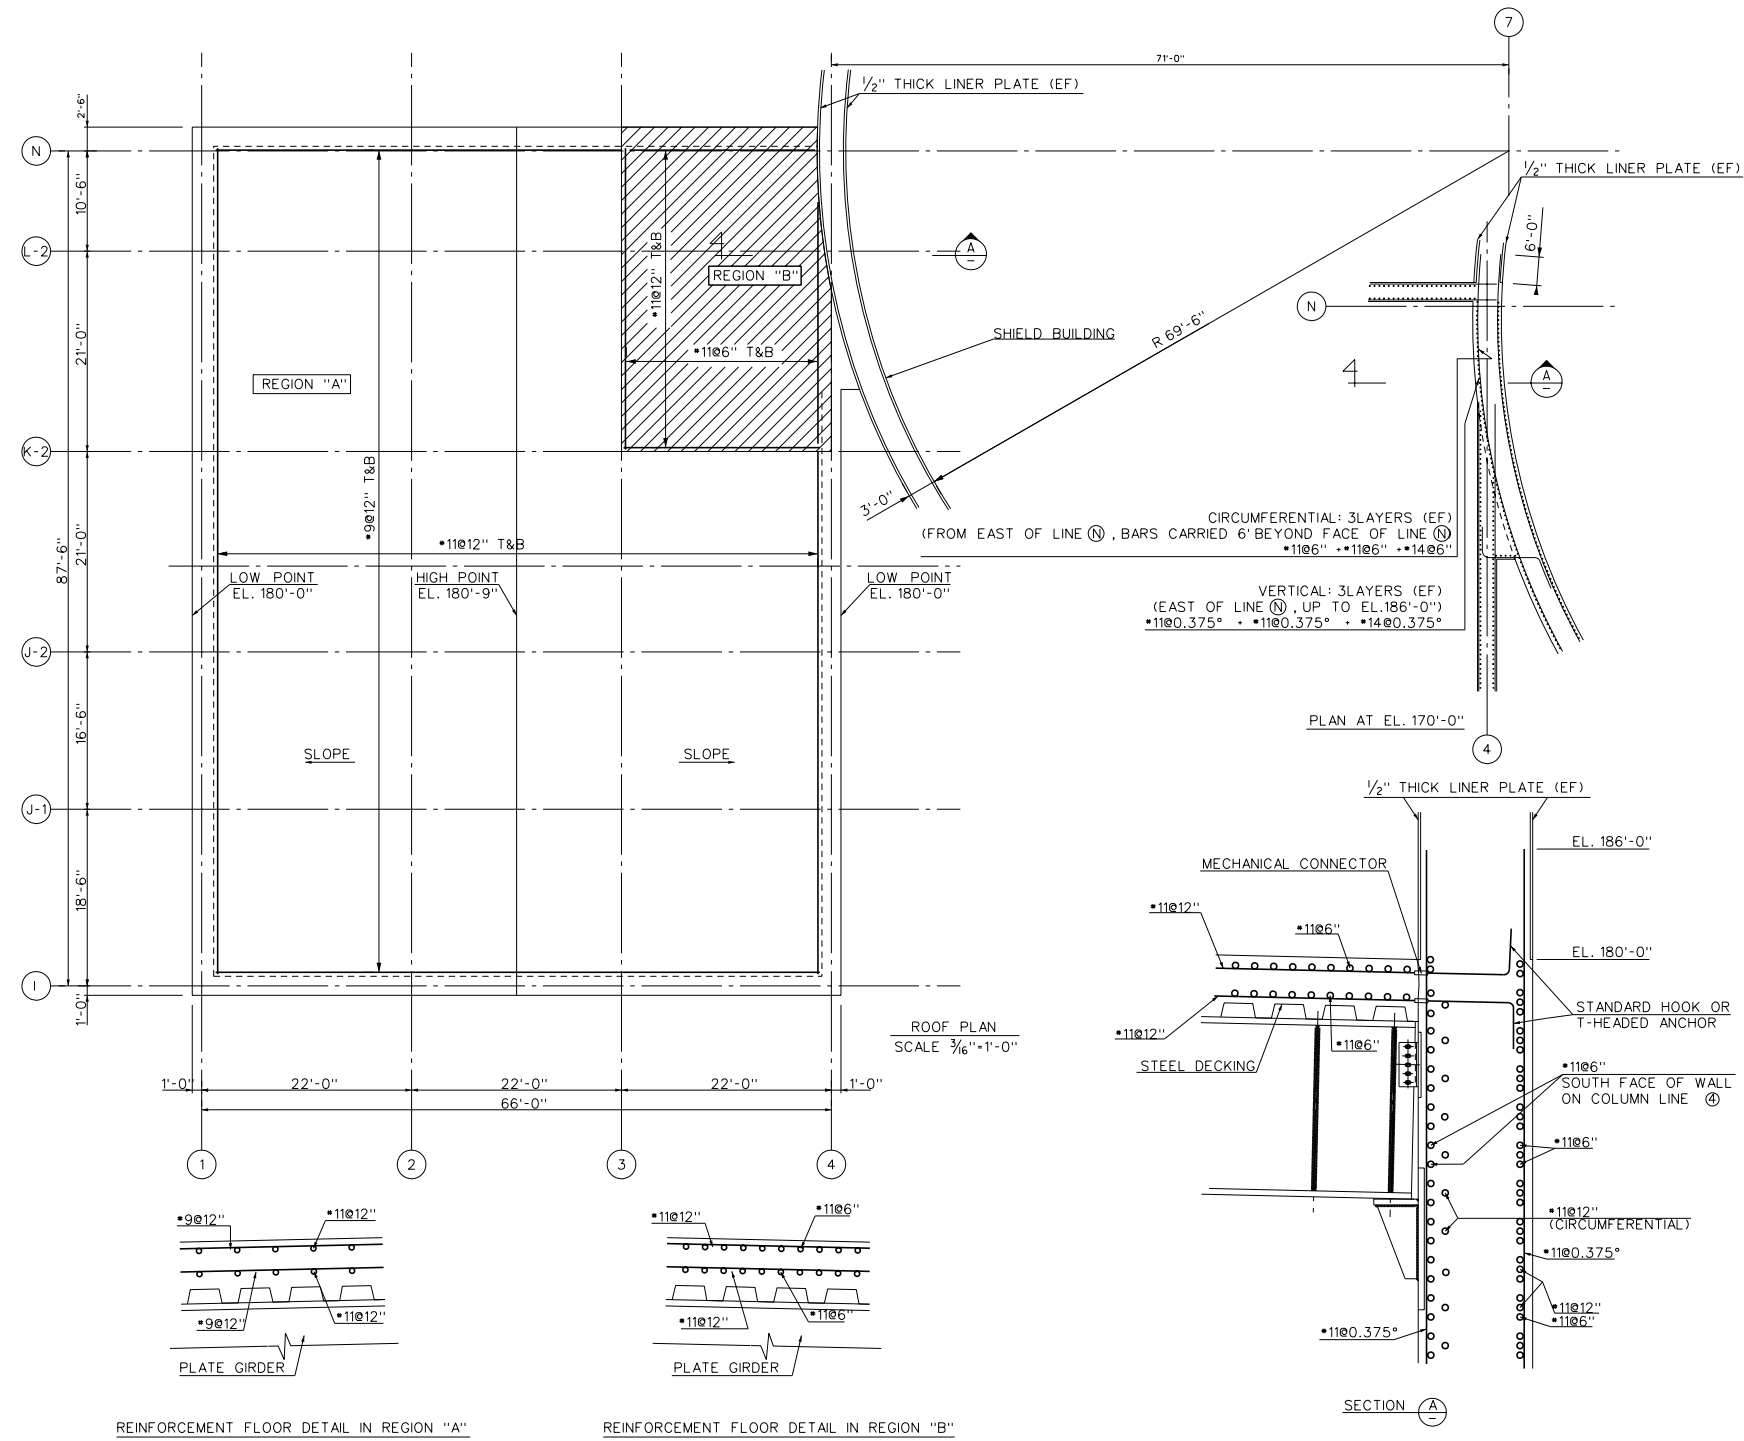 7
71'-0"
1/2" THICK LINER PLATE (EF)
2'-6"
N
10'-6"
L-2
21'-0"
K-2
21'-0"
87'-6"
J-2
16'-6"
J-1
18'-6"
I
1'-0"
REGION "A"
REGION "B"
#11@12" T&B
#11@6" T&B
#9@12" T&B
#11@12" T&B
4
A
-
SHIELD BUILDING
R 69'-6"
3'-0"
LOW POINT
EL. 180'-0"
HIGH POINT
EL. 180'-9"
LOW POINT
EL. 180'-0"
SLOPE
SLOPE
ROOF PLAN
SCALE 3/16"=1'-0"
1'-0"
22'-0"
22'-0"
22'-0"
1'-0"
66'-0"
1
2
3
4
1/2" THICK LINER PLATE (EF)
6'-0"
N
4
A
-
CIRCUMFERENTIAL: 3LAYERS (EF)
(FROM EAST OF LINE N , BARS CARRIED 6' BEYOND FACE OF LINE N)
#11@6" +#11@6" +#14@6"
VERTICAL: 3LAYERS (EF)
(EAST OF LINE N , UP TO EL.186'-0")
#11@0.375° + #11@0.375° + #14@0.375°
PLAN AT EL. 170'-0"
4
1/2" THICK LINER PLATE (EF)
EL. 186'-0"
MECHANICAL CONNECTOR
#11@12"
#11@6"
EL. 180'-0"
STANDARD HOOK OR
T-HEADED ANCHOR
#11@12"
#11@6"
STEEL DECKING
#11@6"
SOUTH FACE OF WALL
ON COLUMN LINE 4
#11@6"
#11@12"
(CIRCUMFERENTIAL)
#11@0.375°
#11@12"
#11@6"
#11@0.375°
SECTION A
-
#9@12"
#11@12"
#9@12"
#11@12"
PLATE GIRDER
REINFORCEMENT FLOOR DETAIL IN REGION "A"
#11@12"
#11@6"
#11@12"
#11@6"
PLATE GIRDER
REINFORCEMENT FLOOR DETAIL IN REGION "B"